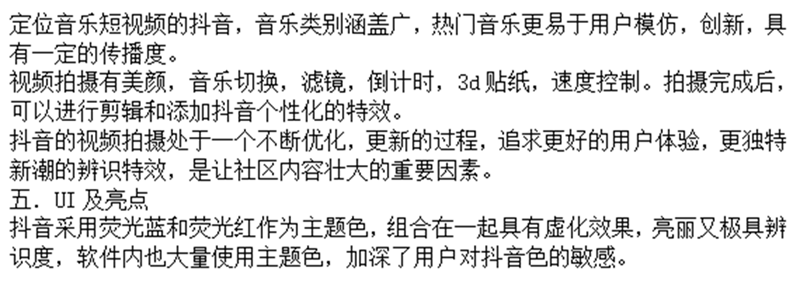 定位音乐短视频的抖音，音乐类别涵盖广，热门音乐更易于用户模仿，创新，具
有一定的传播度。
视频拍摄有美颜，音乐切换，滤镜，倒计时，3d 贴纸，速度控制。拍摄完成后，
可以进行剪辑和添加抖音个性化的特效。
抖音的视频拍摄处于一个不断优化，更新的过程，追求更好的用户体验，更独特
新潮的辨识特效，是让社区内容壮大的重要因素。
五．UI 及亮点
抖音采用荧光蓝和荧光红作为主题色，组合在一起具有虚化效果，亮丽又极具辨
识度，软件内也大量使用主题色，加深了用户对抖音色的敏感。